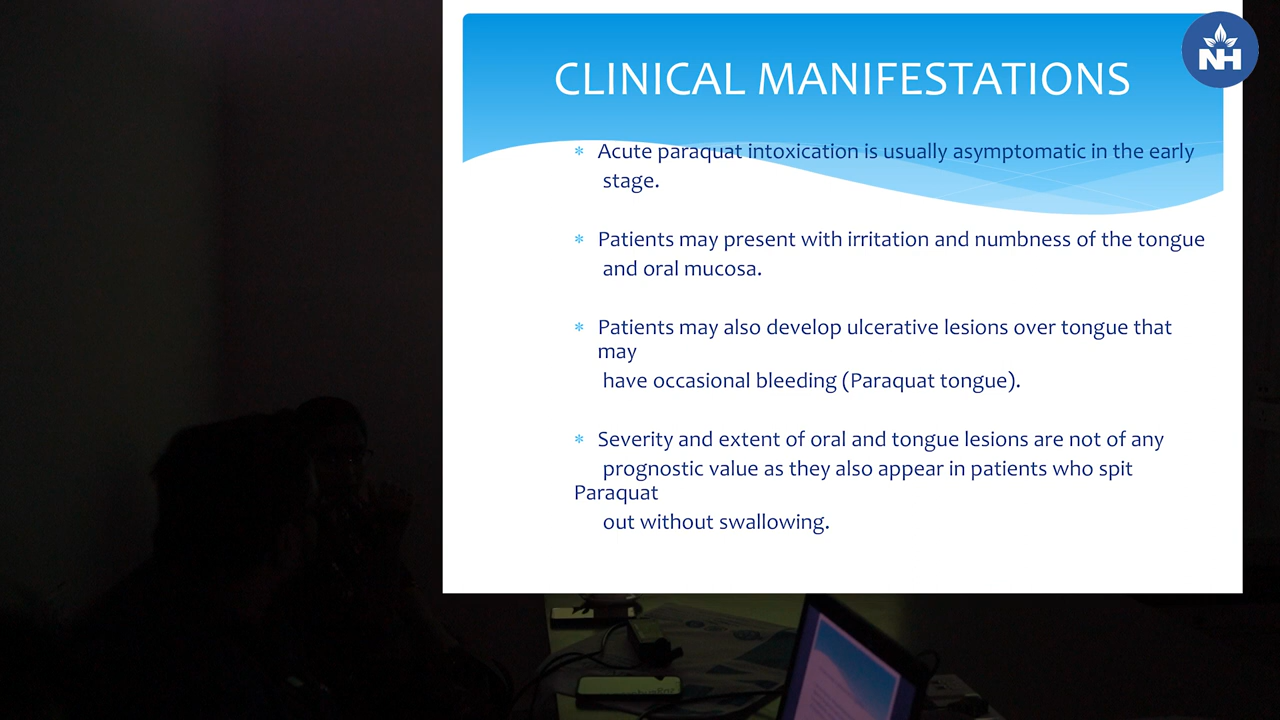 NH
CLINICAL MANIFESTATIONS
* Acute paraquat intoxication is usually asymptomatic in the early
stage.
* Patients may present with irritation and numbness of the tongue
and oral mucosa.
* Patients may also develop ulcerative lesions over tongue that
may
have occasional bleeding (Paraquat tongue).
* Severity and extent of oral and tongue lesions are not of any
prognostic value as they also appear in patients who spit
Paraquat
out without swallowing.